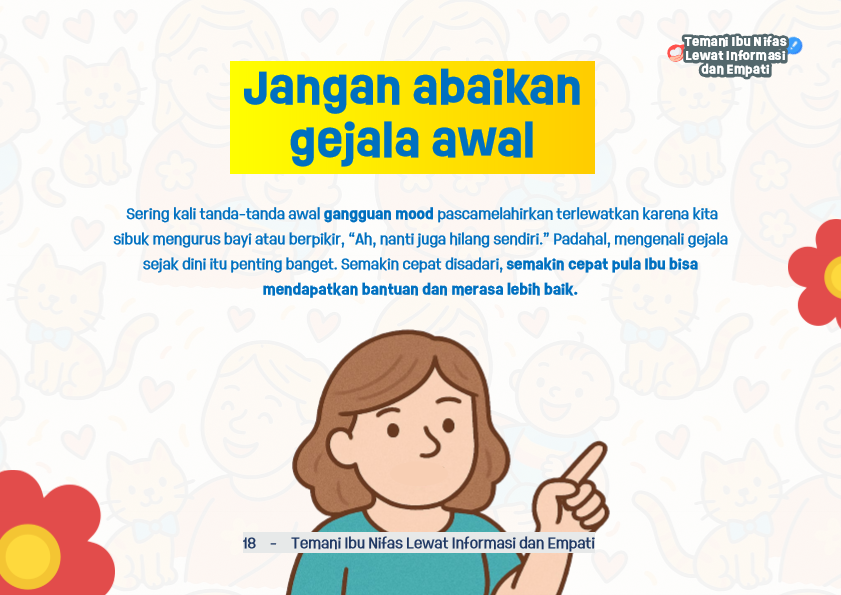 Temani Ibu Nifas
Lewat Informasi
dan Empati
Jangan abaikan
gejala awal
Sering kali tanda-tanda awal gangguan mood pascamelahirkan terlewatkan karena kita
sibuk mengurus bayi atau berpikir, “Ah, nanti juga hilang sendiri.” Padahal, mengenali gejala
sejak dini itu penting banget. Semakin cepat disadari, semakin cepat pula Ibu bisa
mendapatkan bantuan dan merasa lebih baik.
18 - Temani Ibu Nifas Lewat Informasi dan Empati